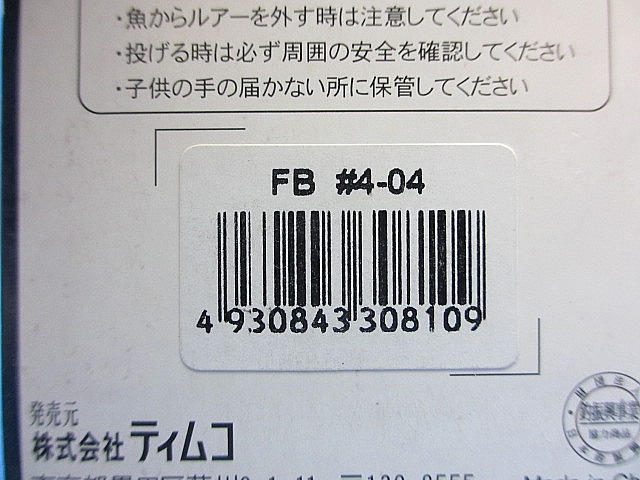 ・魚からルアーを外す時は注意してください
・投げる時は必ず周囲の安全を確認してください
・子供の手の届かない所に保管してください
FB #4-04
4 930843 308109
発売元
株式会社 ティムコ